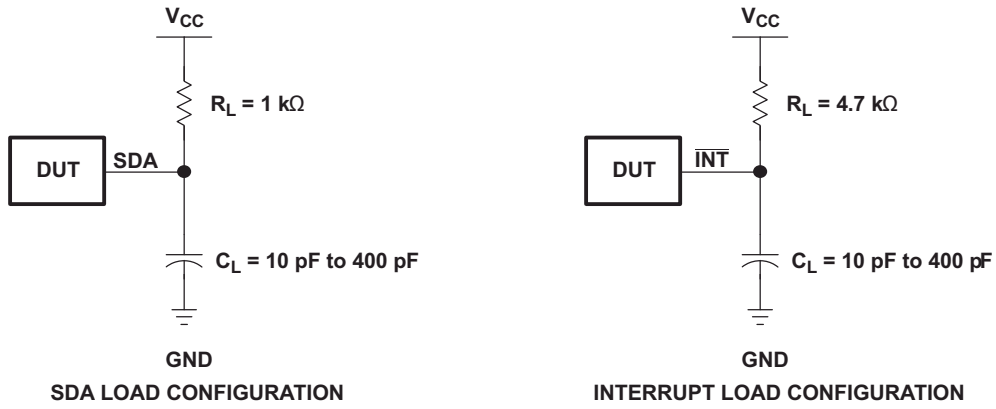 VCC
RL = 1 kΩ
DUT
SDA
CL = 10 pF to 400 pF
GND
SDA LOAD CONFIGURATION
VCC
RL = 4.7 kΩ
DUT
INT
CL = 10 pF to 400 pF
GND
INTERRUPT LOAD CONFIGURATION